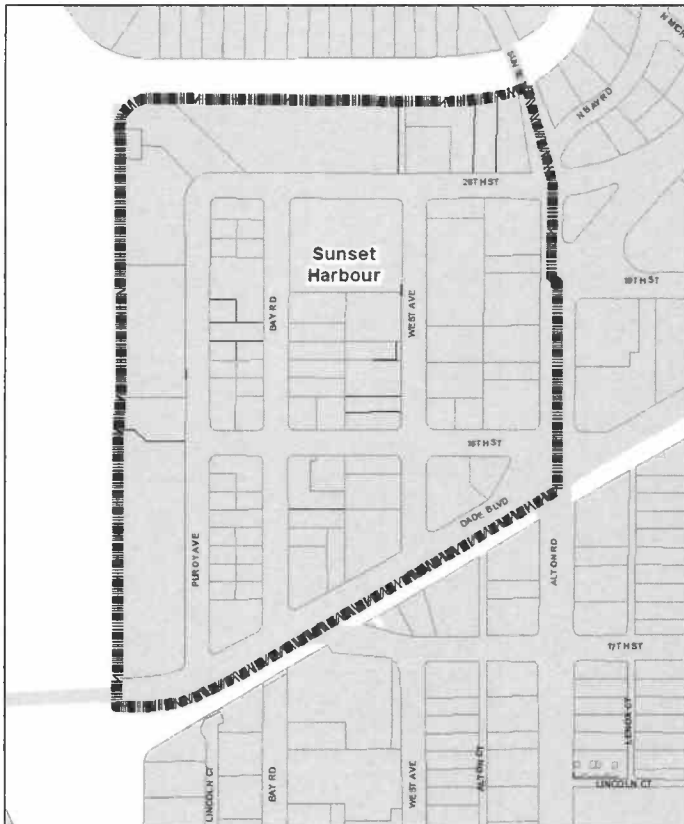 N BAY RD
20TH ST
Sunset
Harbour
19TH ST
BAY RD
WEST AVE
18TH ST
DADE BLVD
PURDY AVE
ALTON RD
17TH ST
LENOX CT
LINCOLN CT
BAY RD
WEST AVE
ALTON CT
LINCOLN CT